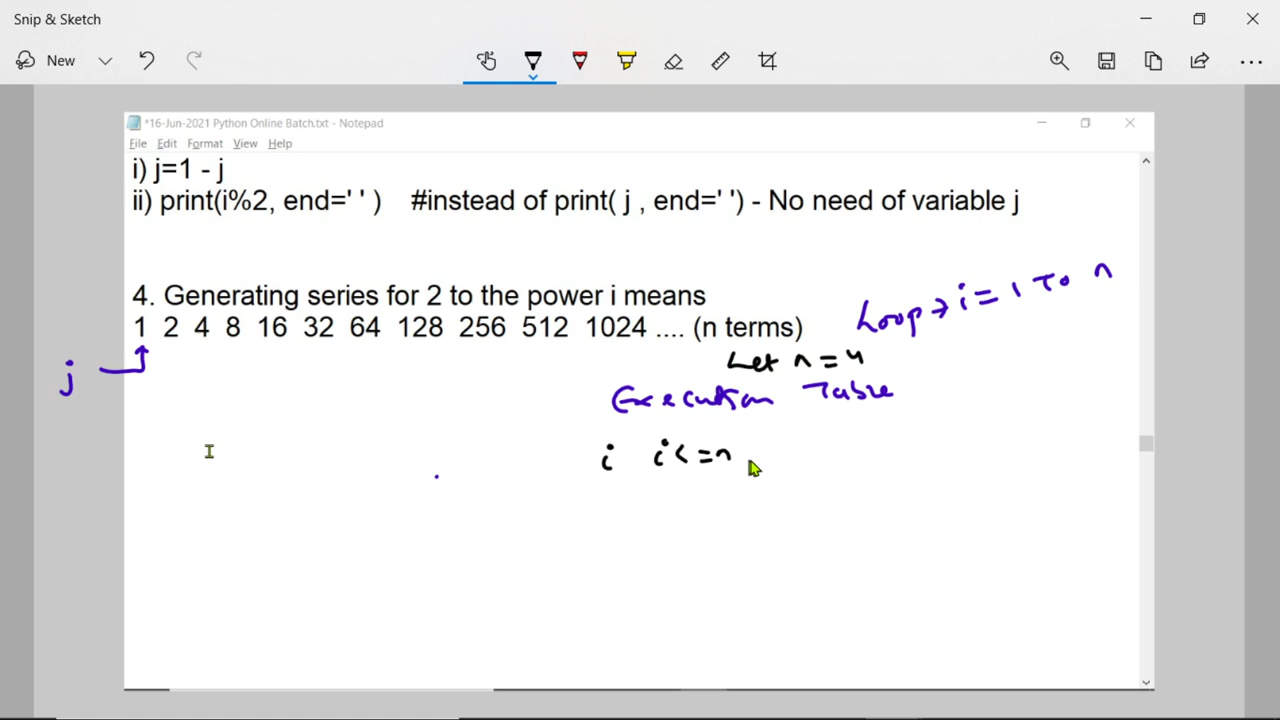 Snip & Sketch
New
*16-Jun-2021 Python Online Batch.txt - Notepad
File Edit Format View Help
i) j=1 - j
ii) print(i%2, end=' ' ) #instead of print( j , end=' ') - No need of variable j
4. Generating series for 2 to the power i means
1 2 4 8 16 32 64 128 256 512 1024 .... (n terms)
Loop → i = 1 To n
Let n = 4
j
Execution Table
i i <= n